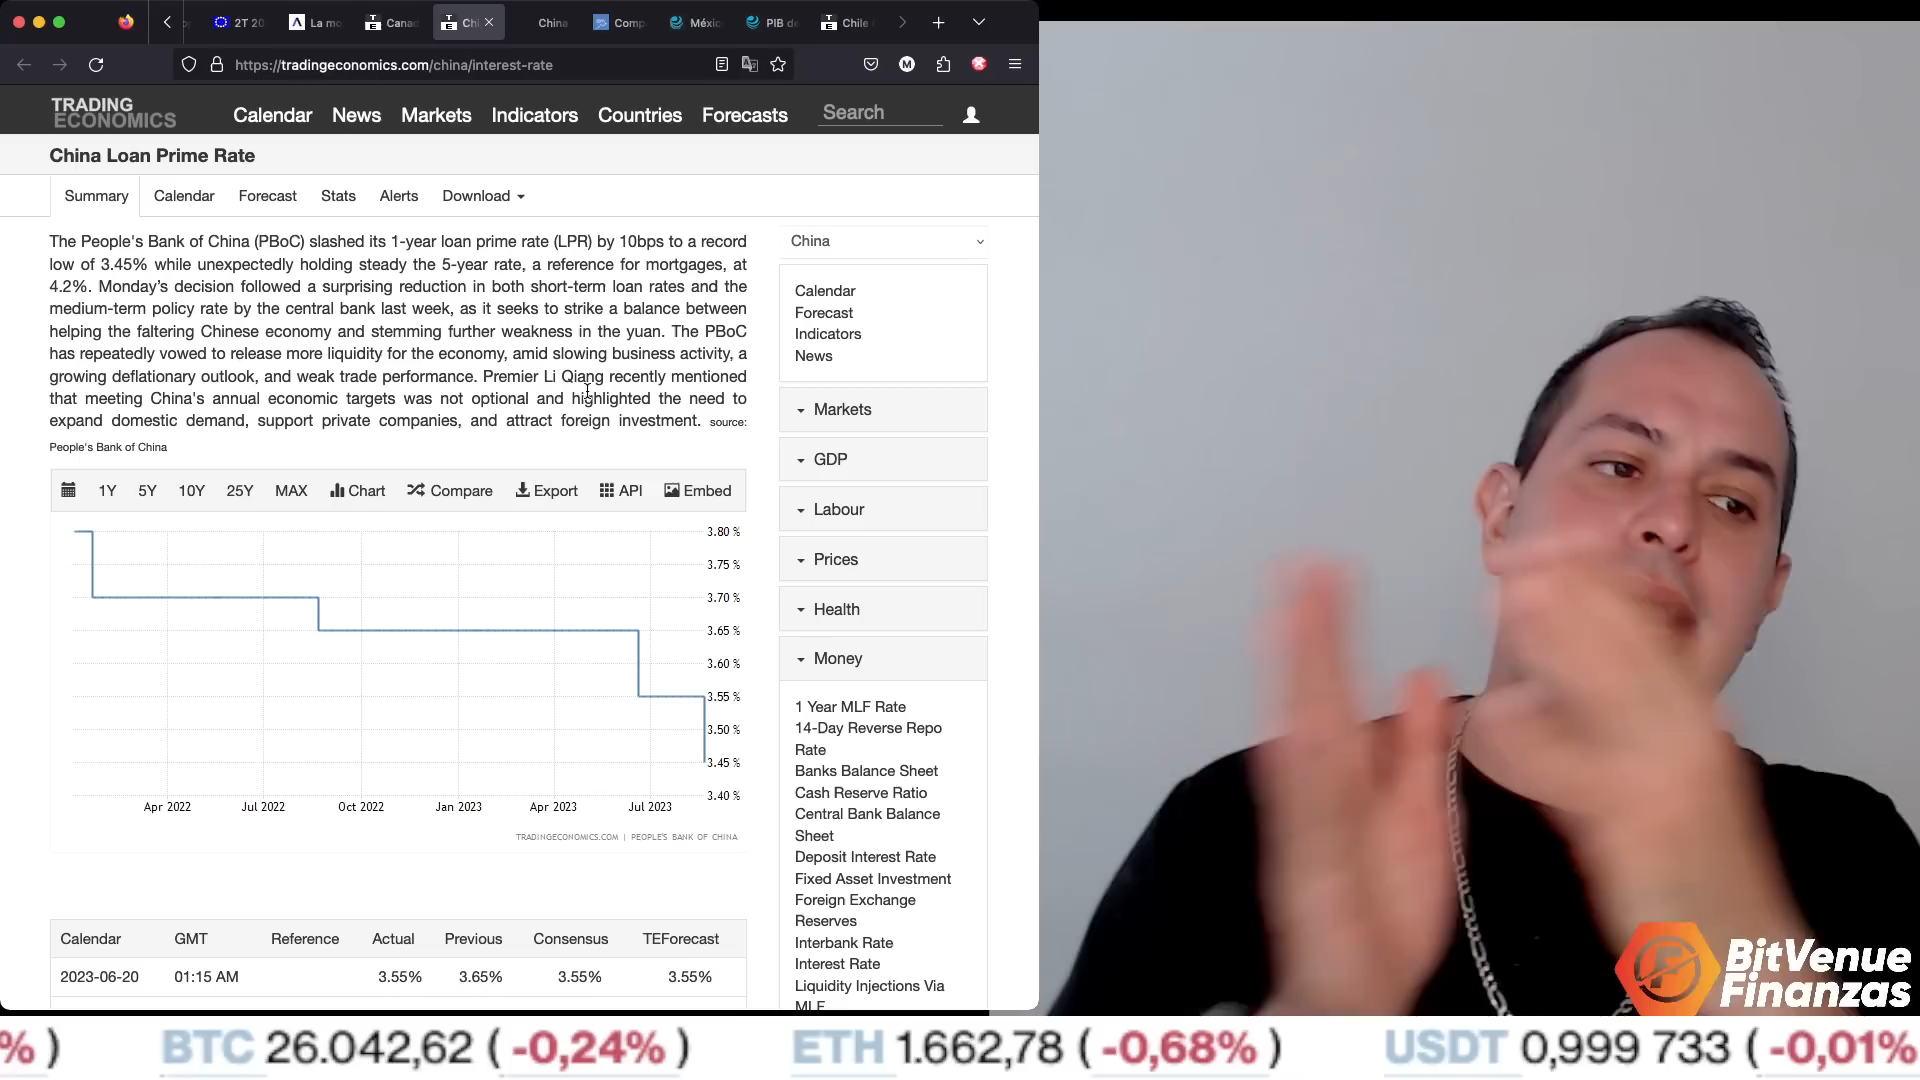 2T 20
La mo
Cana
Ch
China
Comp
Méxic
PIB de
Chile
https://tradingeconomics.com/china/interest-rate
M
TRADING
ECONOMICS
Calendar News Markets Indicators Countries Forecasts Search
China Loan Prime Rate
Summary Calendar Forecast Stats Alerts Download
The People's Bank of China (PBoC) slashed its 1-year loan prime rate (LPR) by 10bps to a record
low of 3.45% while unexpectedly holding steady the 5-year rate, a reference for mortgages, at
4.2%. Monday’s decision followed a surprising reduction in both short-term loan rates and the
medium-term policy rate by the central bank last week, as it seeks to strike a balance between
helping the faltering Chinese economy and stemming further weakness in the yuan. The PBoC
has repeatedly vowed to release more liquidity for the economy, amid slowing business activity, a
growing deflationary outlook, and weak trade performance. Premier Li Qiang recently mentioned
that meeting China's annual economic targets was not optional and highlighted the need to
expand domestic demand, support private companies, and attract foreign investment. source:
People's Bank of China
1Y 5Y 10Y 25Y MAX Chart Compare Export API Embed
3.80 %
3.75 %
3.70 %
3.65 %
3.60 %
3.55 %
3.50 %
3.45 %
3.40 %
Apr 2022 Jul 2022 Oct 2022 Jan 2023 Apr 2023 Jul 2023
TRADINGECONOMICS.COM | PEOPLE'S BANK OF CHINA
Calendar GMT Reference Actual Previous Consensus TEForecast
2023-06-20 01:15 AM 3.55% 3.65% 3.55% 3.55%
China
Calendar
Forecast
Indicators
News
Markets
GDP
Labour
Prices
Health
Money
1 Year MLF Rate
14-Day Reverse Repo
Rate
Banks Balance Sheet
Cash Reserve Ratio
Central Bank Balance
Sheet
Deposit Interest Rate
Fixed Asset Investment
Foreign Exchange
Reserves
Interbank Rate
Interest Rate
Liquidity Injections Via
MLF
BitVenue
Finanzas
% ) BTC 26.042,62 ( -0,24% ) ETH 1.662,78 ( -0,68% ) USDT 0,999 733 ( -0,01%